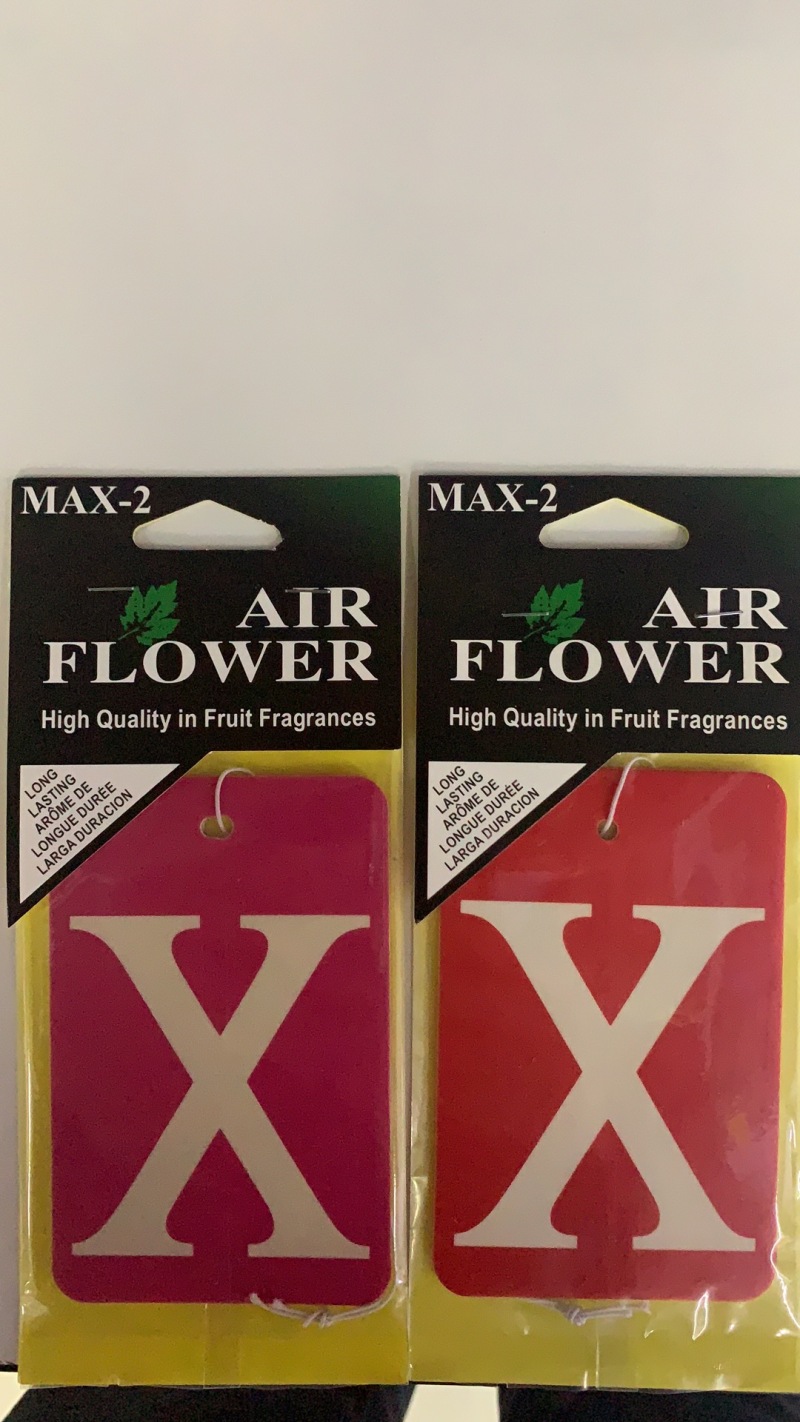 MAX-2
AIR
FLOWER
High Quality in Fruit Fragrances
LONG
LASTING
ARÔME DE
LONGUE DURÉE
LARGA DURACION
X
MAX-2
AIR
FLOWER
High Quality in Fruit Fragrances
LONG
LASTING
ARÔME DE
LONGUE DURÉE
LARGA DURACION
X